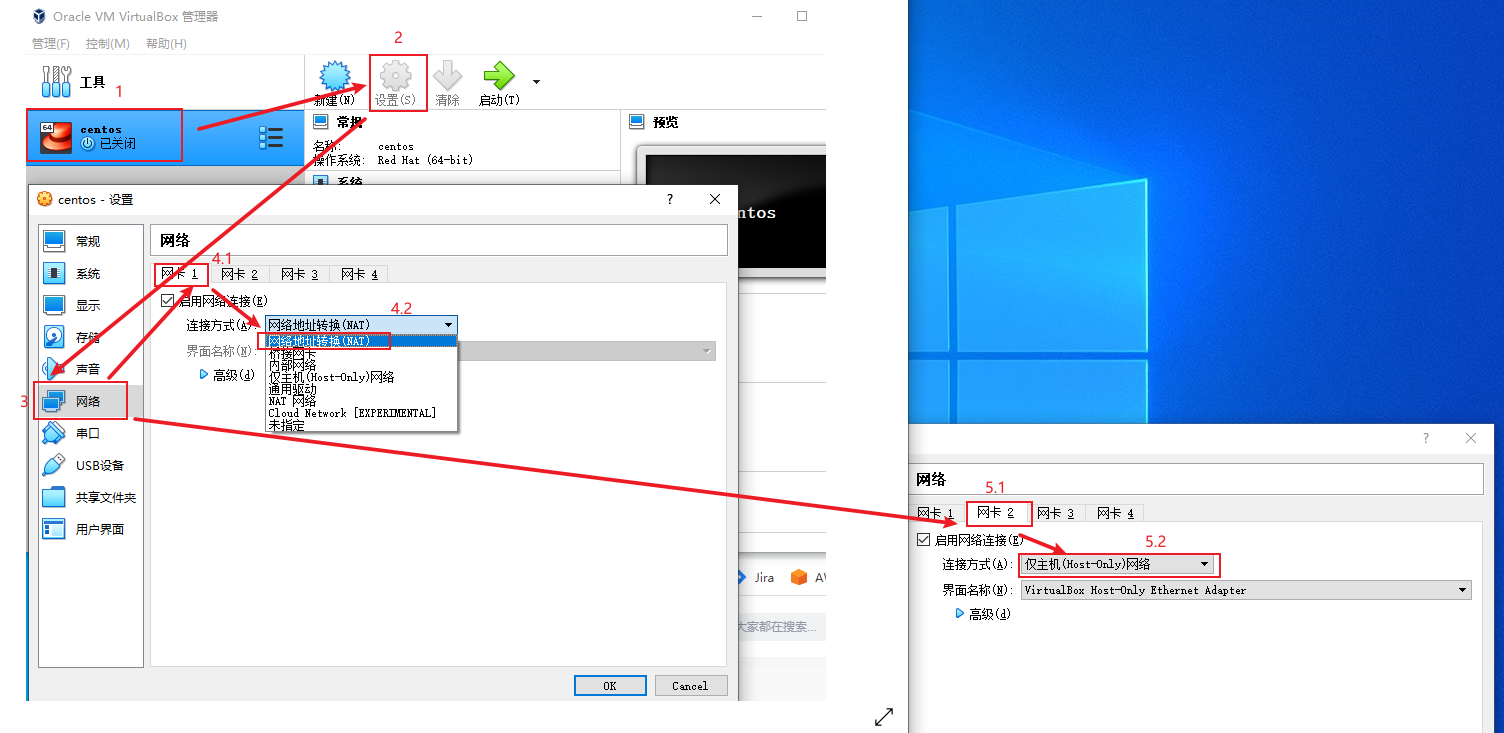 Oracle VM VirtualBox 管理器
管理(F) 控制(M) 帮助(H)
2
工具
1
新建(N) 设置(S) 清除 启动(T)
64
centos
已关闭
常规
名称: centos
操作系统: Red Hat (64-bit)
系统
预览
ntos
centos - 设置
?
常规
系统
显示
存储
声音
3
网络
串口
USB设备
共享文件夹
用户界面
网络
4.1
网卡 1 网卡 2 网卡 3 网卡 4
启用网络连接(E)
4.2
连接方式(A): 网络地址转换(NAT)
网络地址转换(NAT)
桥接网卡
内部网络
仅主机(Host-Only)网络
通用驱动
NAT 网络
Cloud Network [EXPERIMENTAL]
未指定
界面名称(N):
高级(d)
OK Cancel
Jira
AW
大家都在搜索...
?
网络
5.1
网卡 1 网卡 2 网卡 3 网卡 4
启用网络连接(E)
5.2
连接方式(A): 仅主机(Host-Only)网络
界面名称(N): VirtualBox Host-Only Ethernet Adapter
高级(d)